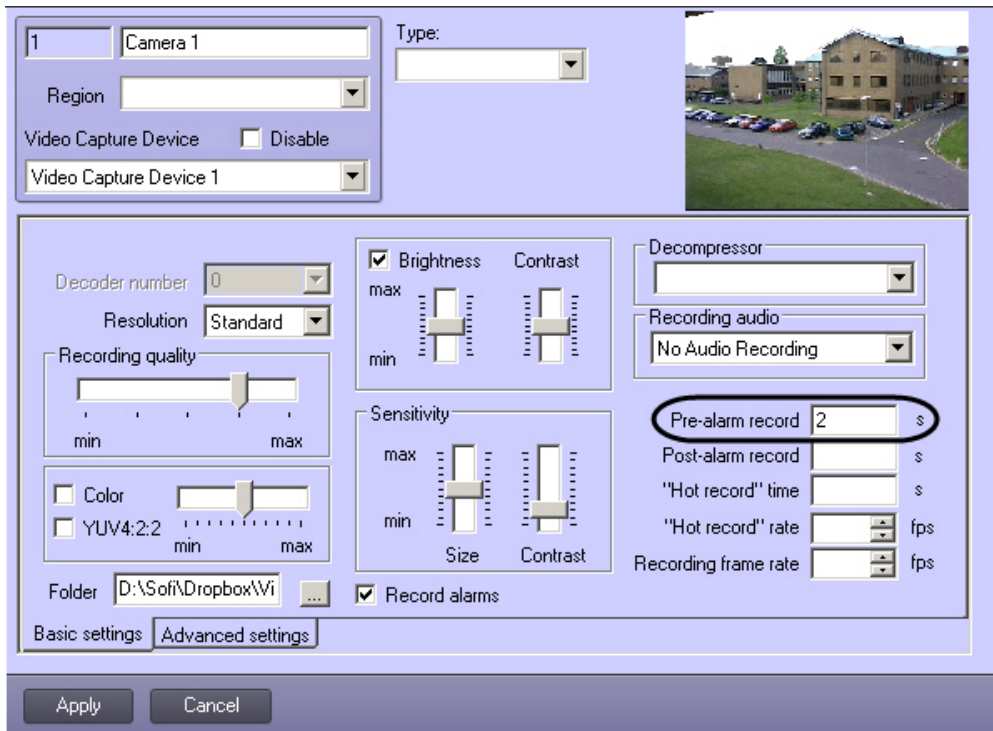 1
Camera 1
Type:
Region
Video Capture Device
Disable
Video Capture Device 1
Decoder number
0
Resolution
Standard
Recording quality
min
max
Color
YUV4:2:2
min
max
Folder
D:\Sofi\Dropbox\Vi
...
Brightness
Contrast
max
min
Sensitivity
max
min
Size
Contrast
Record alarms
Decompressor
Recording audio
No Audio Recording
Pre-alarm record
2
s
Post-alarm record
s
"Hot record" time
s
"Hot record" rate
fps
Recording frame rate
fps
Basic settings
Advanced settings
Apply
Cancel